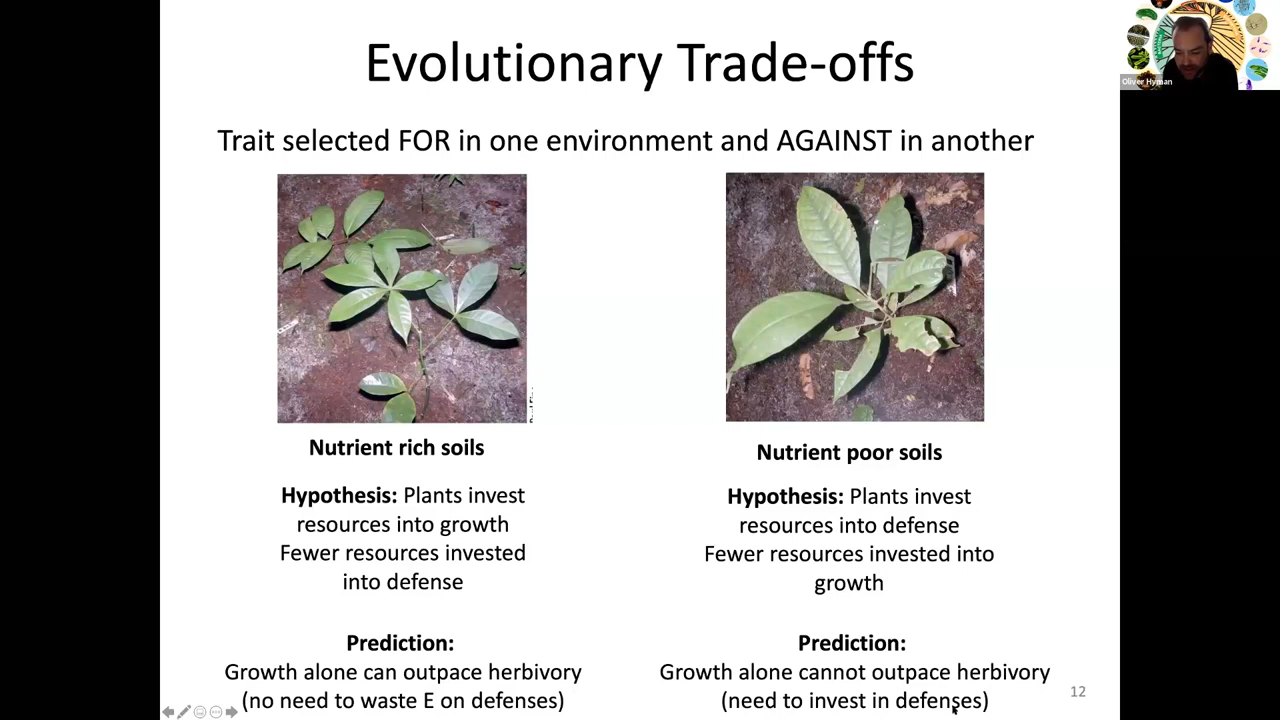 Evolutionary Trade-offs
Oliver Hyman
Trait selected FOR in one environment and AGAINST in another
Nutrient rich soils
Hypothesis: Plants invest
resources into growth
Fewer resources invested
into defense
Prediction:
Growth alone can outpace herbivory
(no need to waste E on defenses)
Nutrient poor soils
Hypothesis: Plants invest
resources into defense
Fewer resources invested into
growth
Prediction:
Growth alone cannot outpace herbivory
(need to invest in defenses)
12